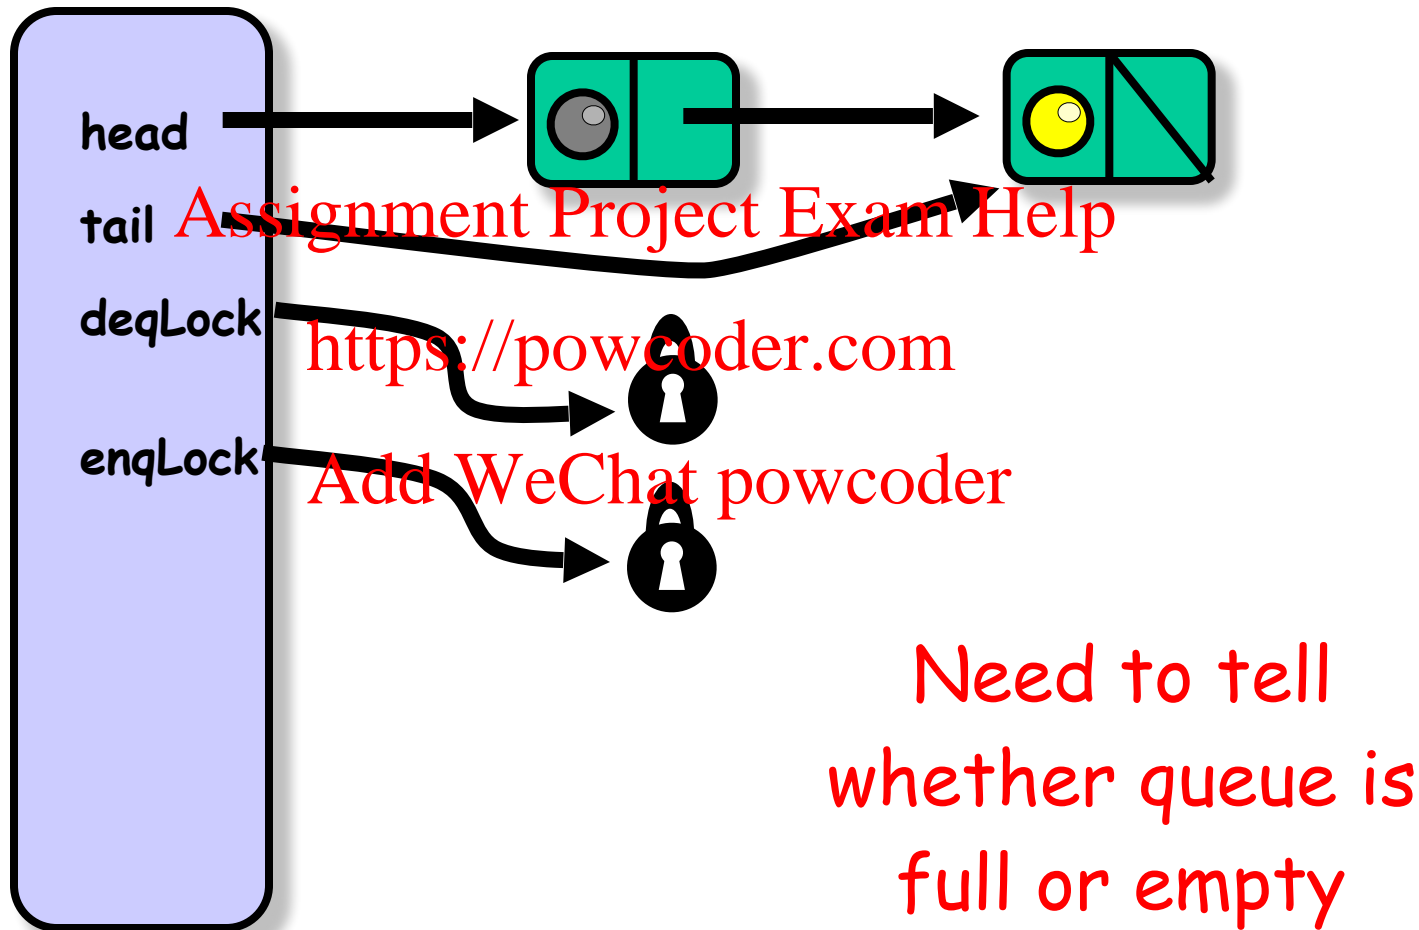 head
tail
Assignment Project Exam Help
deqLock
https://powcoder.com
enqLock
Add WeChat powcoder
Need to tell
whether queue is
full or empty